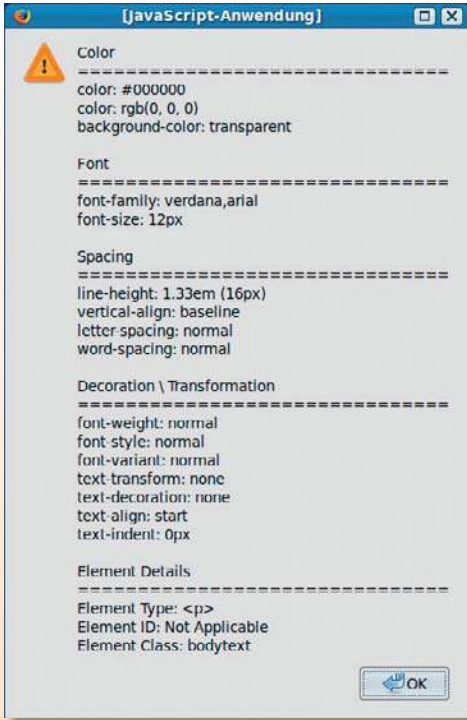 [JavaScript-Anwendung]
Color
===============================
color: #000000
color: rgb(0, 0, 0)
background-color: transparent
Font
===============================
font-family: verdana,arial
font-size: 12px
Spacing
===============================
line-height: 1.33em (16px)
vertical-align: baseline
letter-spacing: normal
word-spacing: normal
Decoration \ Transformation
===============================
font-weight: normal
font-style: normal
font-variant: normal
text-transform: none
text-decoration: none
text-align: start
text-indent: 0px
Element Details
===============================
Element Type: <p>
Element ID: Not Applicable
Element Class: bodytext
OK